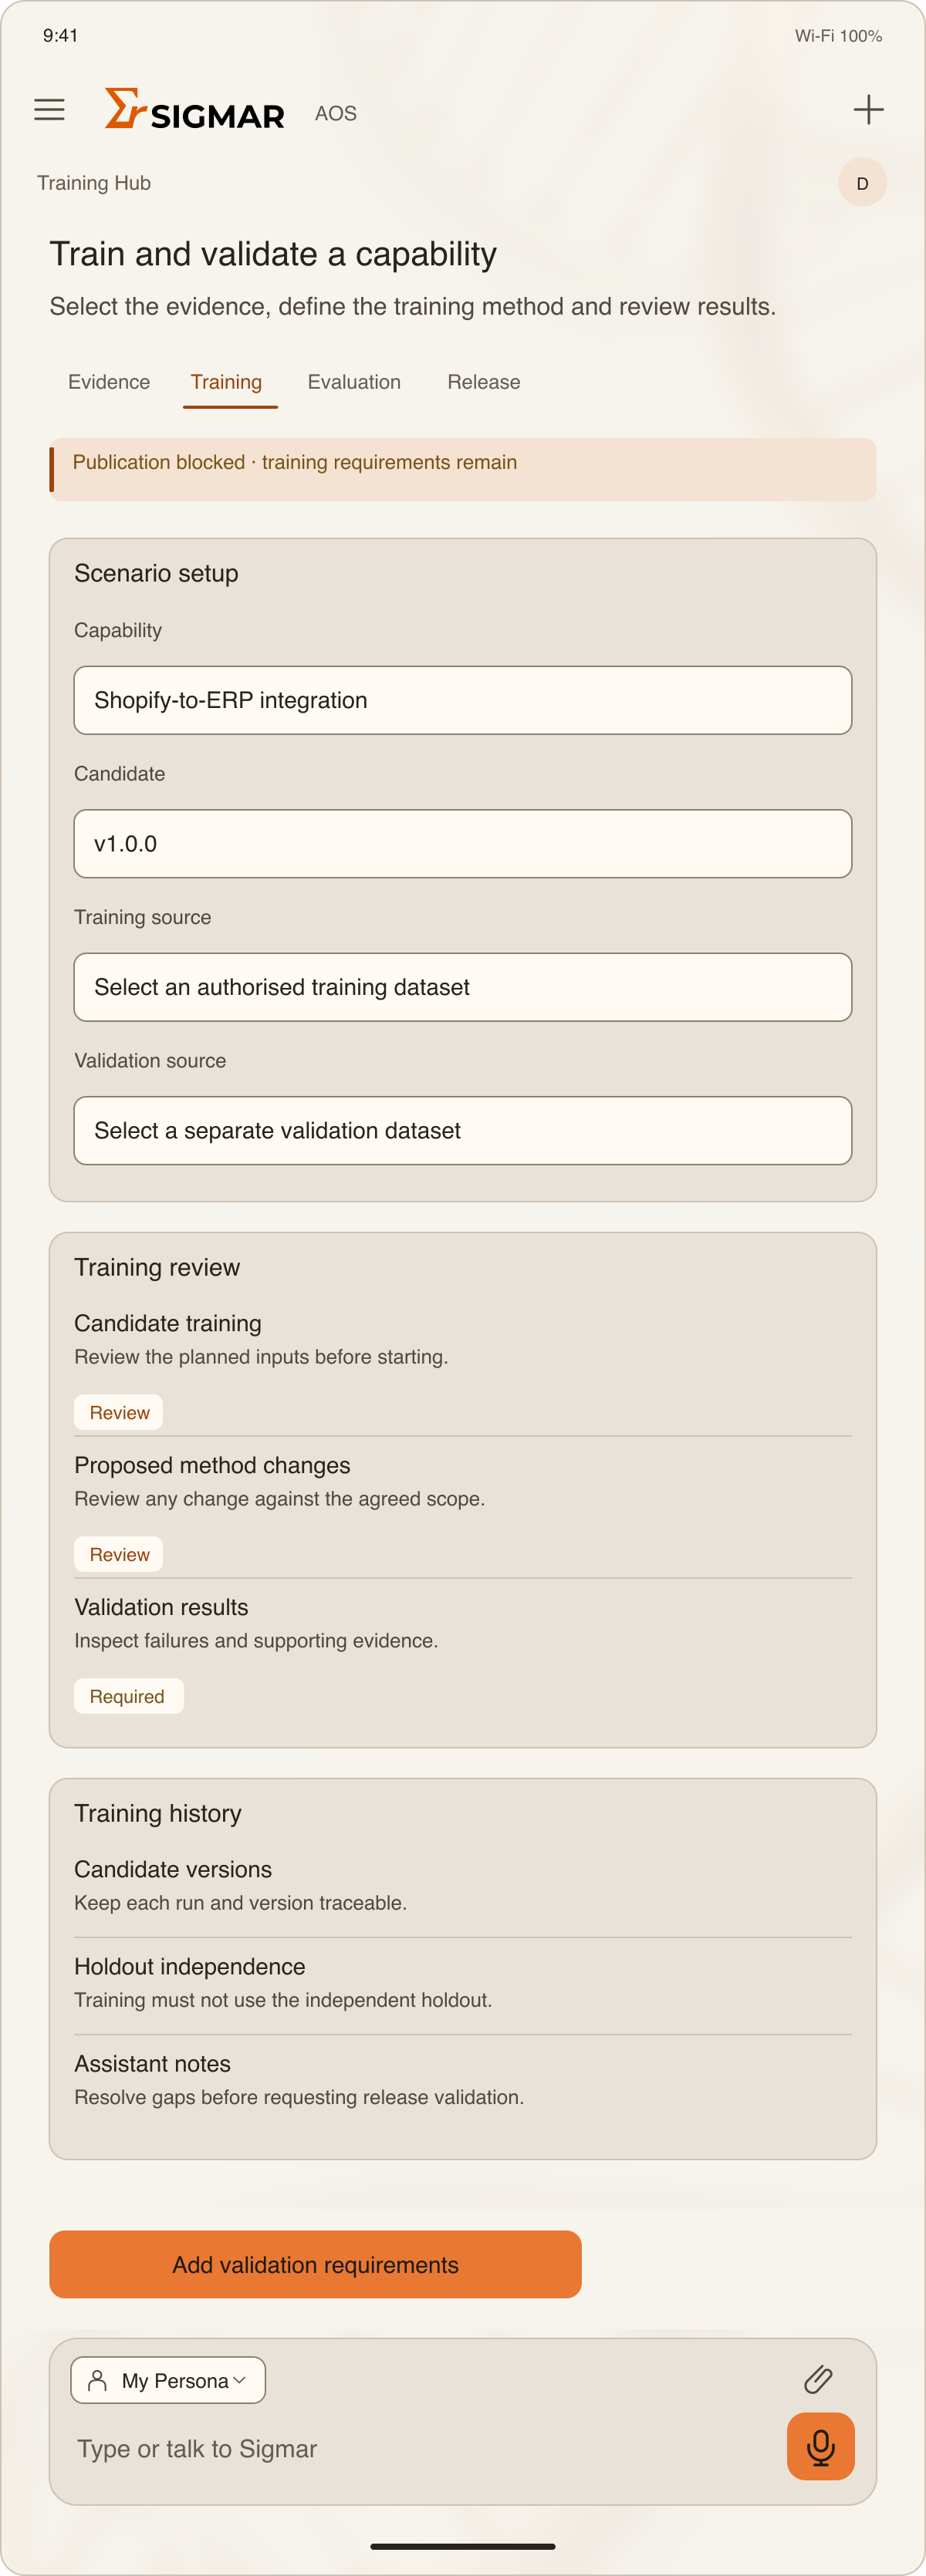 9:41
Wi-Fi 100%
Σr SIGMAR AOS
Training Hub
D
Train and validate a capability
Select the evidence, define the training method and review results.
Evidence Training Evaluation Release
Publication blocked · training requirements remain
Scenario setup
Capability
Shopify-to-ERP integration
Candidate
v1.0.0
Training source
Select an authorised training dataset
Validation source
Select a separate validation dataset
Training review
Candidate training
Review the planned inputs before starting.
Review
Proposed method changes
Review any change against the agreed scope.
Review
Validation results
Inspect failures and supporting evidence.
Required
Training history
Candidate versions
Keep each run and version traceable.
Holdout independence
Training must not use the independent holdout.
Assistant notes
Resolve gaps before requesting release validation.
Add validation requirements
My Persona
Type or talk to Sigmar